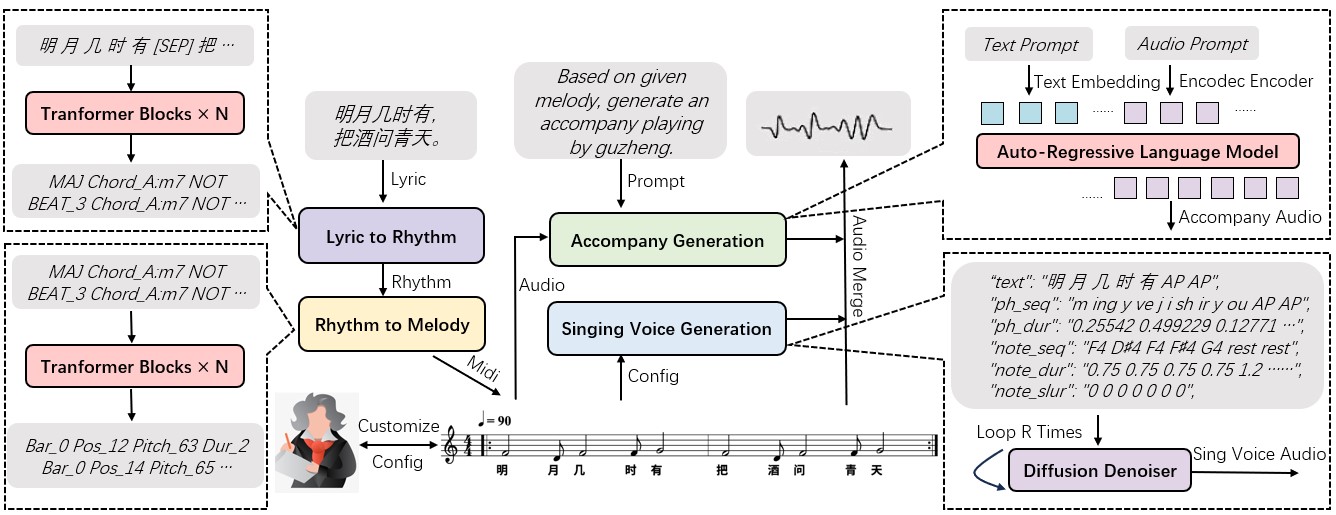 明 月 几 时 有 [SEP] 把 ···
Tranformer Blocks × N
MAJ Chord_A:m7 NOT
BEAT_3 Chord_A:m7 NOT ···
MAJ Chord_A:m7 NOT
BEAT_3 Chord_A:m7 NOT ···
Tranformer Blocks × N
Bar_0 Pos_12 Pitch_63 Dur_2
Bar_0 Pos_14 Pitch_65 ···
明月几时有,
把酒问青天。
Lyric
Lyric to Rhythm
Rhythm
Rhythm to Melody
Midi
Customize
Config
Based on given
melody, generate an
accompany playing
by guzheng.
Prompt
Accompany Generation
Audio
Singing Voice Generation
Config
Audio Merge
♩= 90
4
4
明 月 几 时 有 把 酒 问 青 天
Text Prompt
Audio Prompt
Text Embedding
Encodec Encoder
······
······
Auto-Regressive Language Model
······
Accompany Audio
"text": "明 月 几 时 有 AP AP",
"ph_seq": "m ing y ve j i sh ir y ou AP AP",
"ph_dur": "0.25542 0.499229 0.12771 ···",
"note_seq": "F4 D#4 F4 F#4 G4 rest rest",
"note_dur": "0.75 0.75 0.75 0.75 1.2 ······",
"note_slur": "0 0 0 0 0 0 0",
Loop R Times
Diffusion Denoiser
Sing Voice Audio